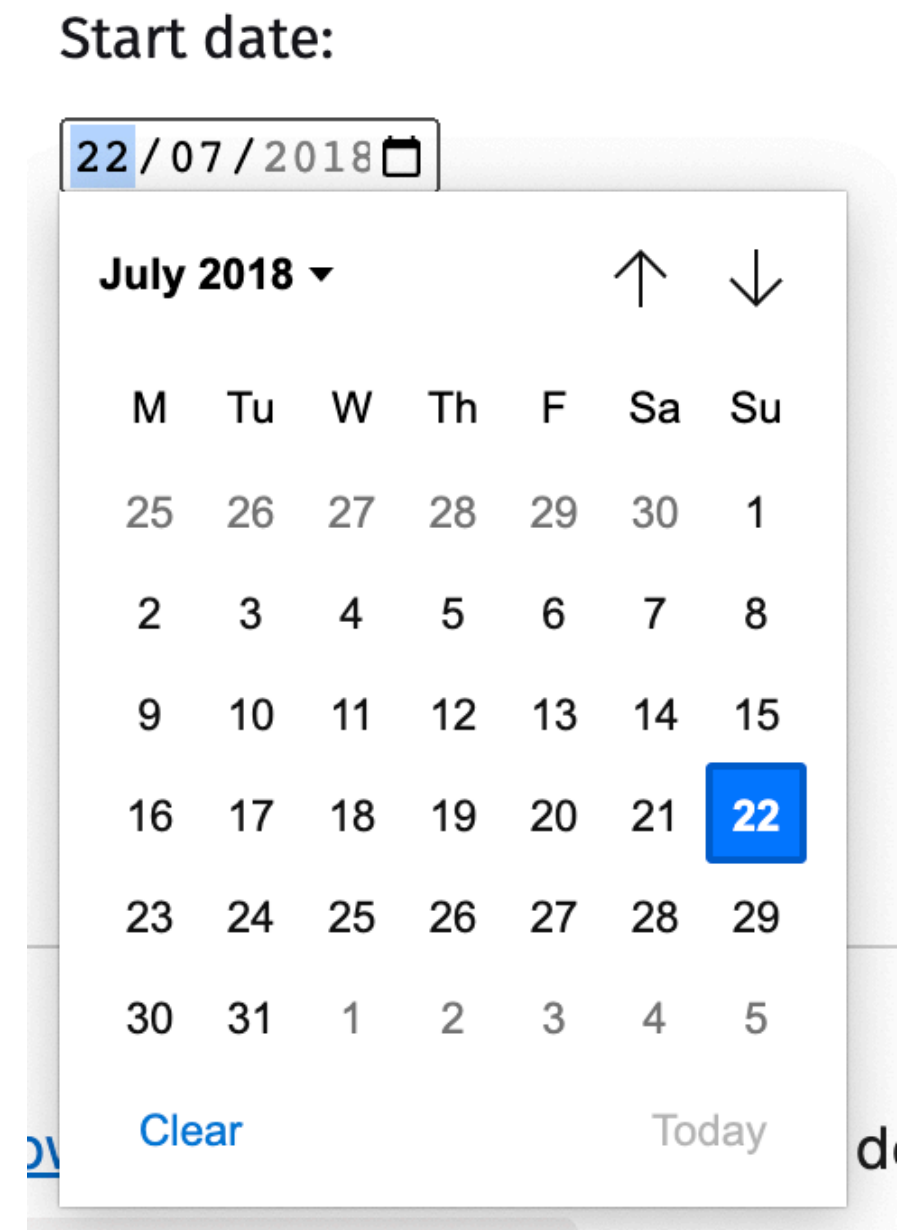 Start date:
22/07/2018
July 2018
M Tu W Th F Sa Su
25 26 27 28 29 30 1
2 3 4 5 6 7 8
9 10 11 12 13 14 15
16 17 18 19 20 21 22
23 24 25 26 27 28 29
30 31 1 2 3 4 5
Clear Today